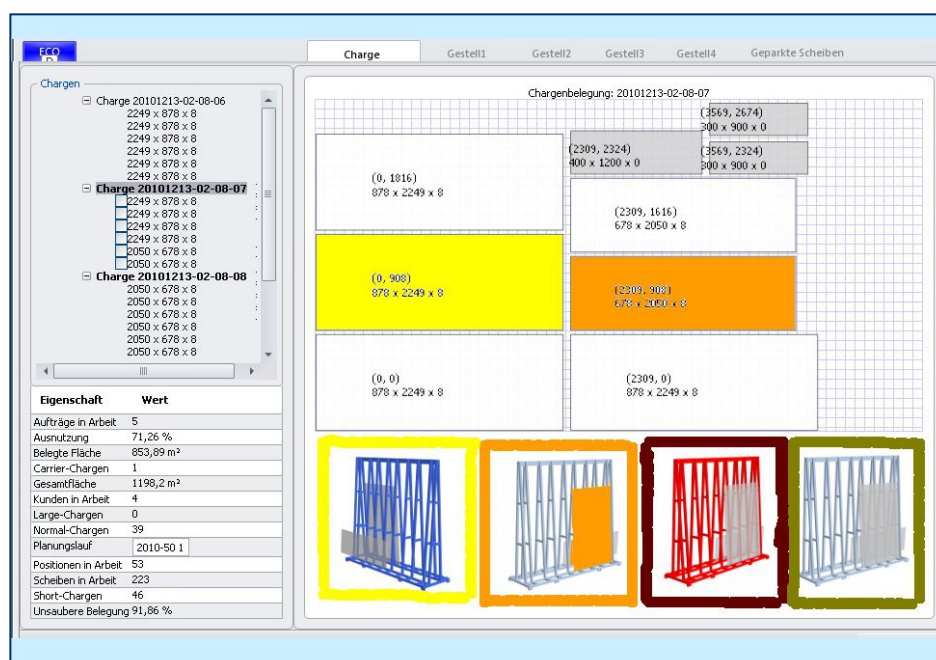 ECO
Charge Gestell1 Gestell2 Gestell3 Gestell4 Geparkte Scheiben
Chargen
Charge 20101213-02-08-06
2249 x 878 x 8
2249 x 878 x 8
2249 x 878 x 8
2249 x 878 x 8
2249 x 878 x 8
2249 x 878 x 8
Charge 20101213-02-08-07
2249 x 878 x 8
2249 x 878 x 8
2249 x 878 x 8
2249 x 878 x 8
2050 x 678 x 8
2050 x 678 x 8
Charge 20101213-02-08-08
2050 x 678 x 8
2050 x 678 x 8
2050 x 678 x 8
2050 x 678 x 8
2050 x 678 x 8
2050 x 678 x 8
Eigenschaft Wert
Aufträge in Arbeit 5
Ausnutzung 71,26 %
Belegte Fläche 853,89 m²
Carrier-Chargen 1
Gesamtfläche 1198,2 m²
Kunden in Arbeit 4
Large-Chargen 0
Normal-Chargen 39
Planungslauf 2010-50 1
Positionen in Arbeit 53
Scheiben in Arbeit 223
Short-Chargen 46
Unsaubere Belegung 91,86 %
Chargenbelegung: 20101213-02-08-07
(3569, 2674)
300 x 900 x 0
(2309, 2324)
400 x 1200 x 0
(3569, 2324)
300 x 900 x 0
(0, 1816)
878 x 2249 x 8
(2309, 1616)
678 x 2050 x 8
(0, 908)
878 x 2249 x 8
(2309, 908)
678 x 2050 x 8
(0, 0)
878 x 2249 x 8
(2309, 0)
878 x 2249 x 8